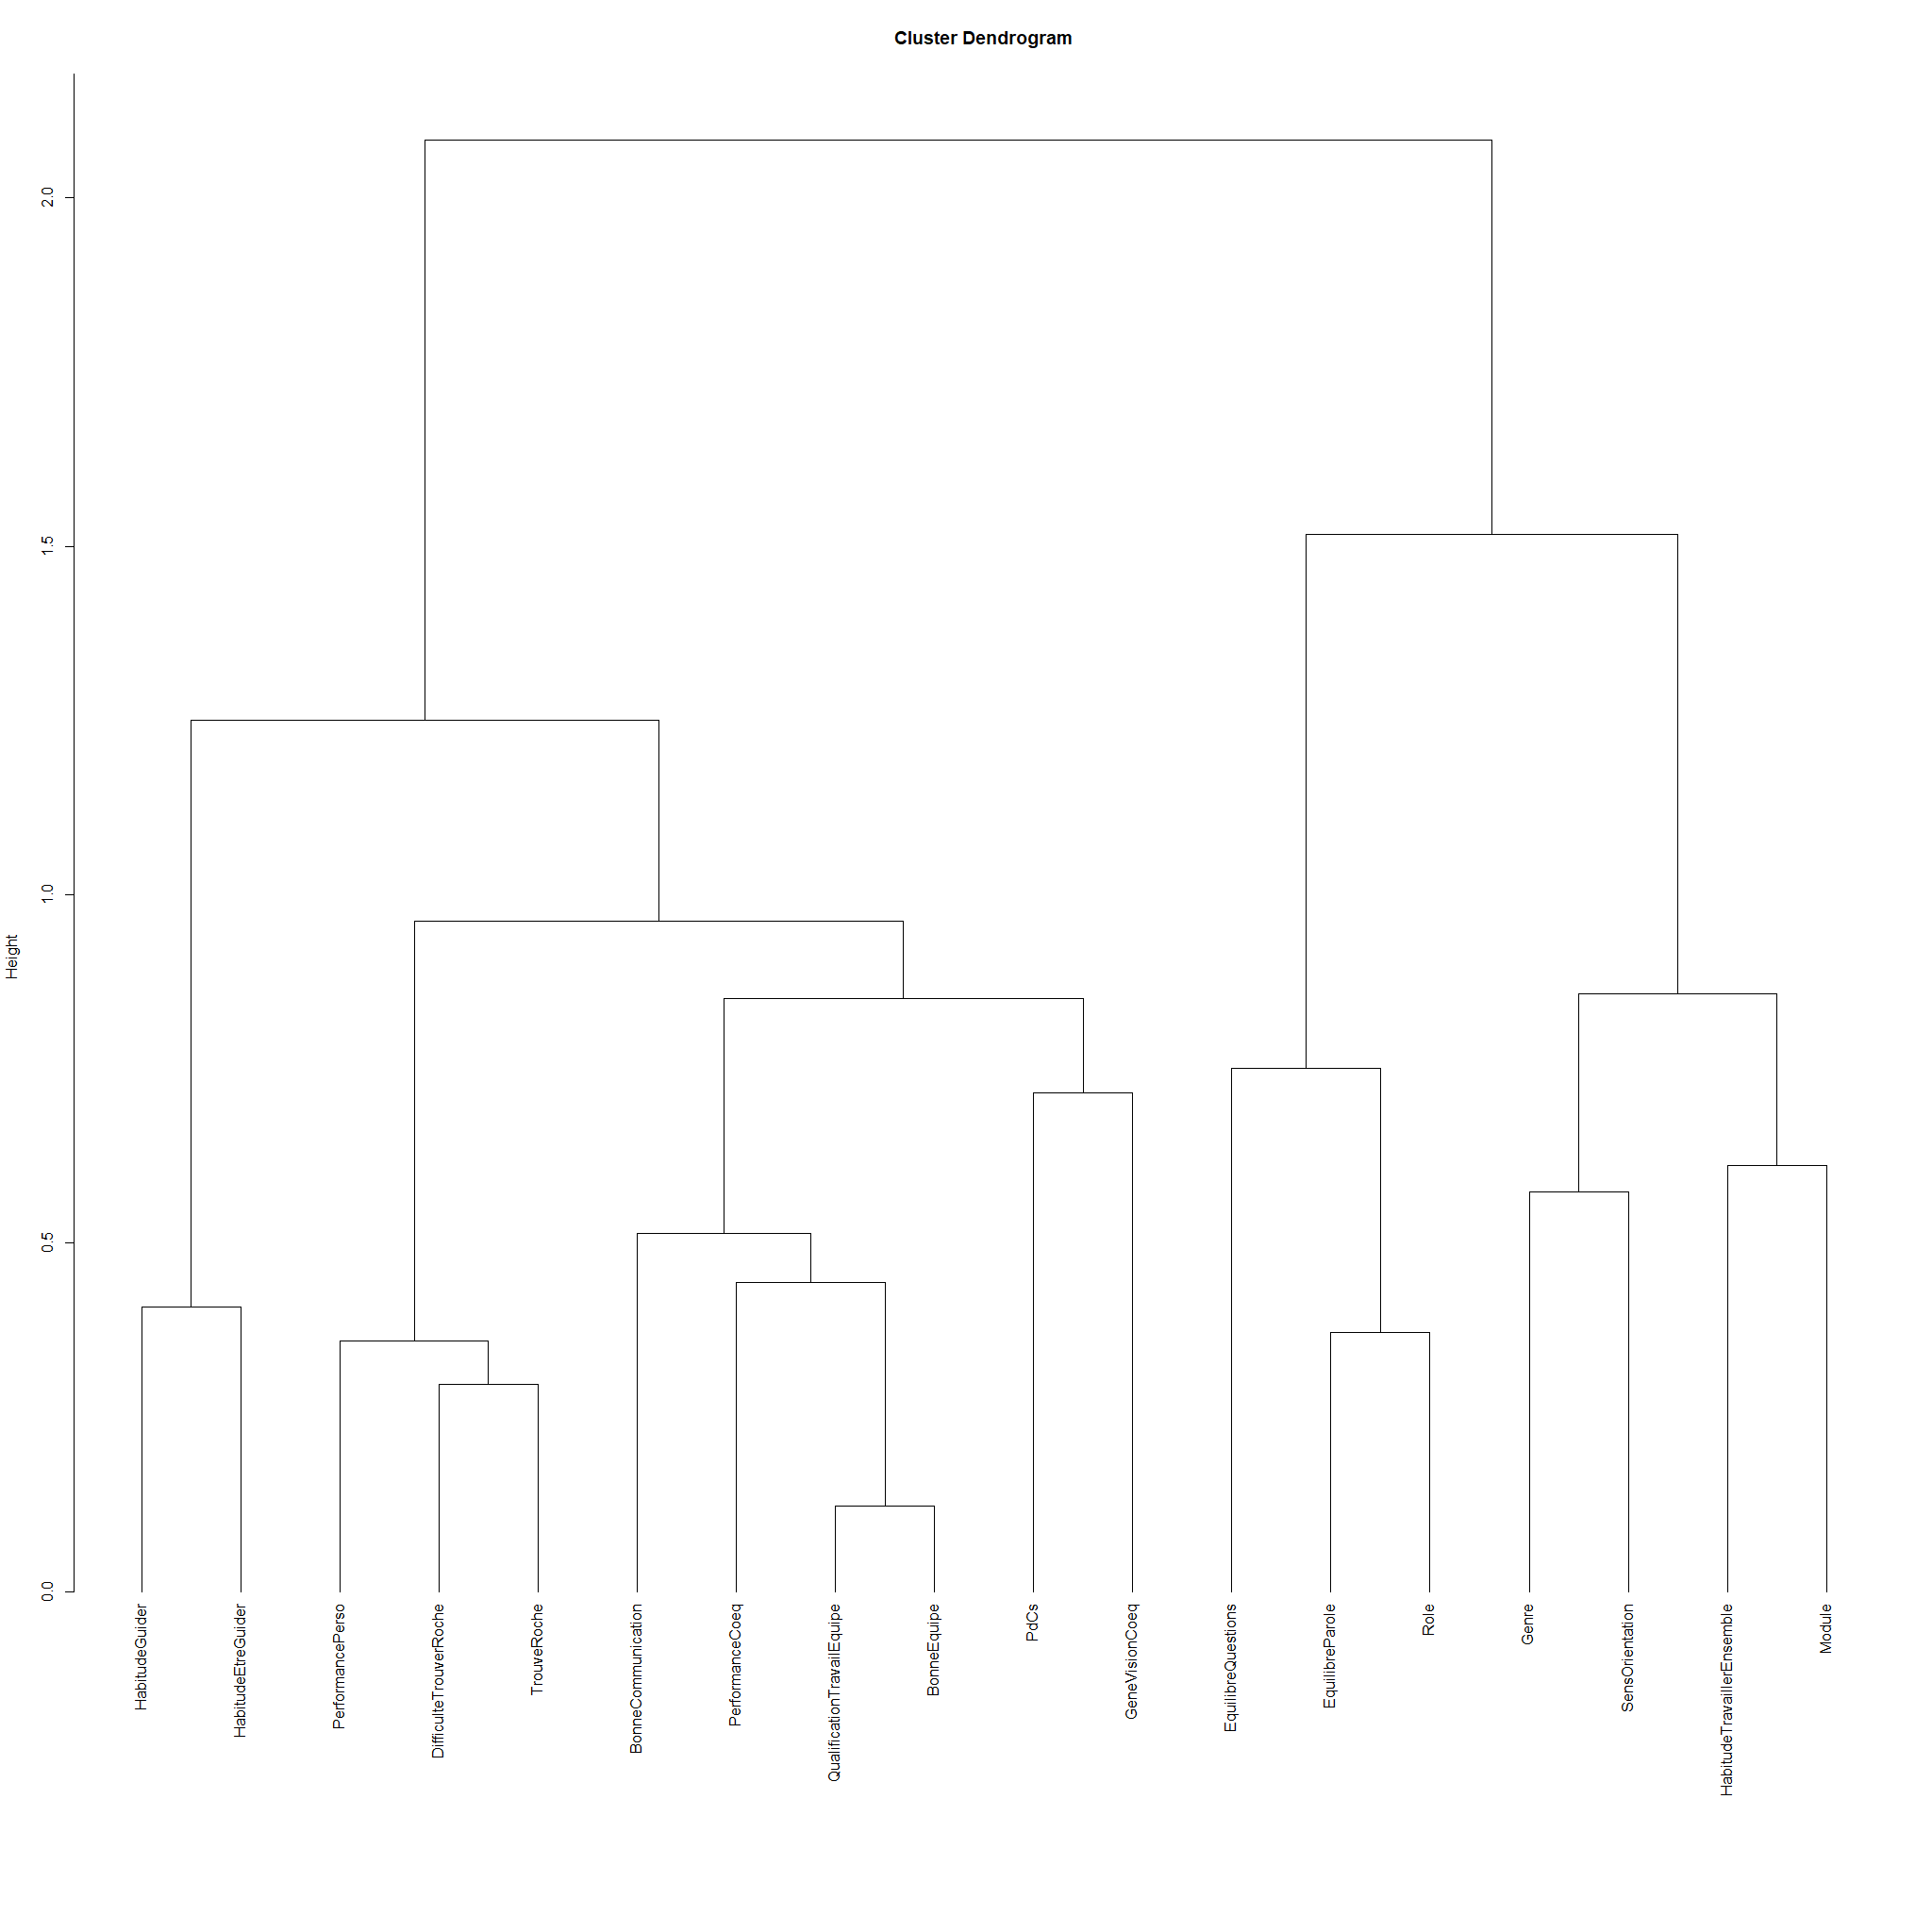 Cluster Dendrogram
Height
2.0
1.5
1.0
0.5
0.0
HabitudeGuider
HabitudeEtreGuider
PerformancePerso
DifficulteTrouverRoche
TrouveRoche
BonneCommunication
PerformanceCoeq
QualificationTravailEquipe
BonneEquipe
PdCs
GeneVisionCoeq
EquilibreQuestions
EquilibreParole
Role
Genre
SensOrientation
HabitudeTravaillerEnsemble
Module